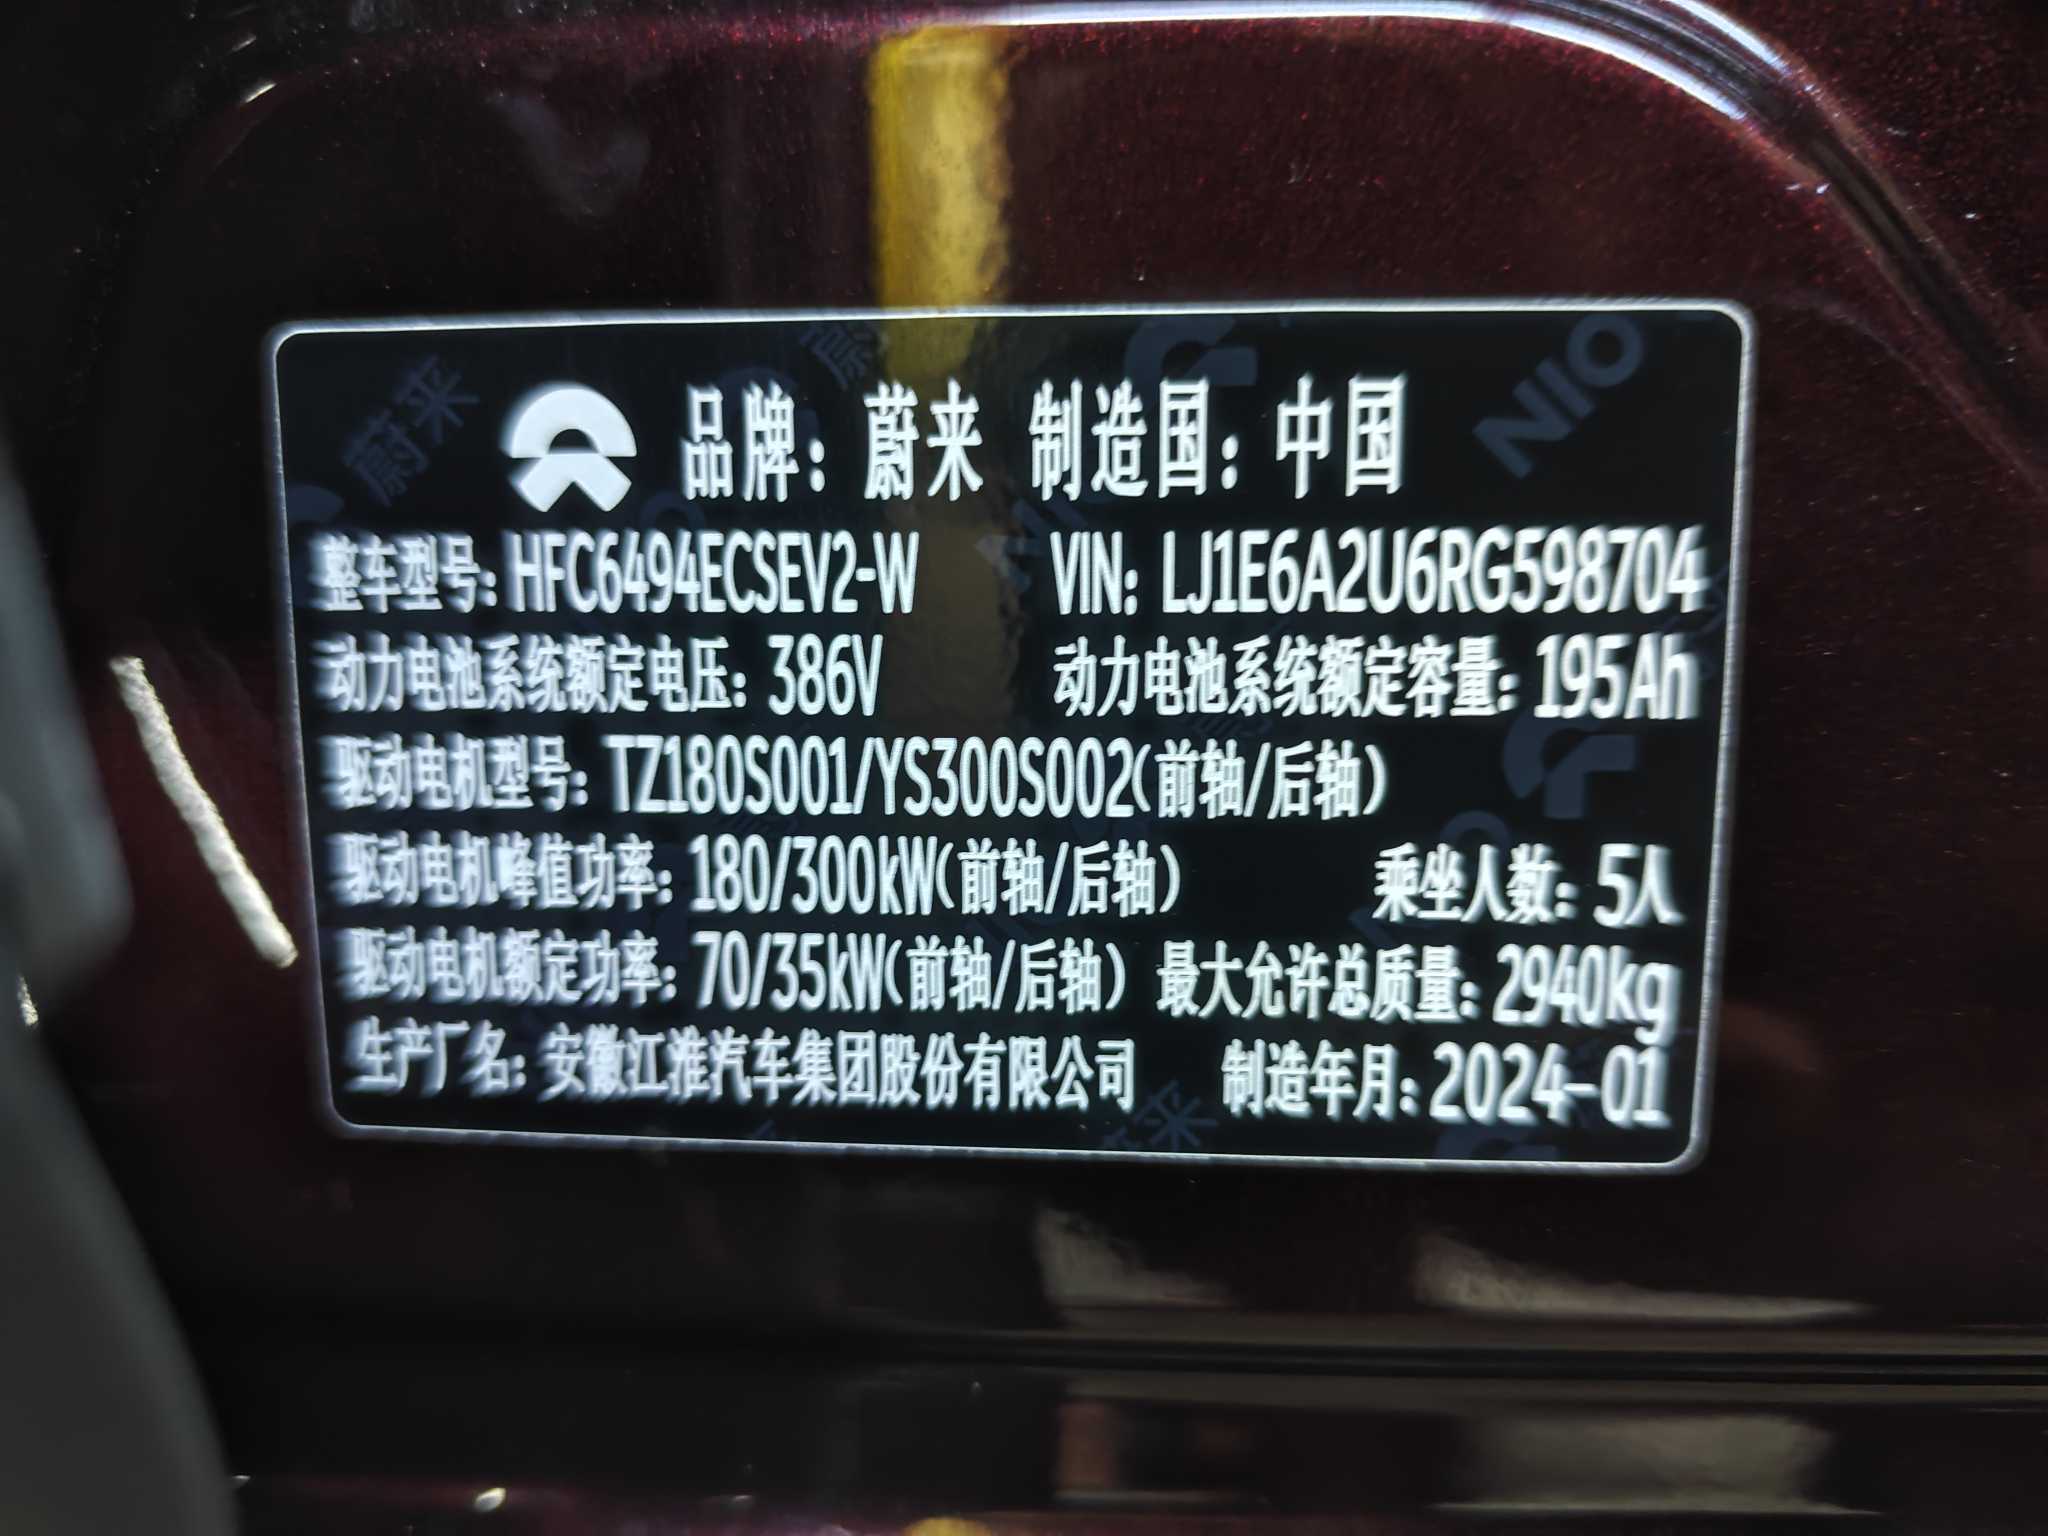 品牌：蔚来 制造国：中国
整车型号：HFC6494ECSEV2-W VIN：LJ1E6A2U6RG598704
动力电池系统额定电压：386V 动力电池系统额定容量：195Ah
驱动电机型号：TZ180S001/YS300S002(前轴/后轴)
驱动电机峰值功率：180/300kW(前轴/后轴) 乘坐人数：5人
驱动电机额定功率：70/35kW(前轴/后轴) 最大允许总质量：2940kg
生产厂名：安徽江淮汽车集团股份有限公司 制造年月：2024-01
蔚来
NIO